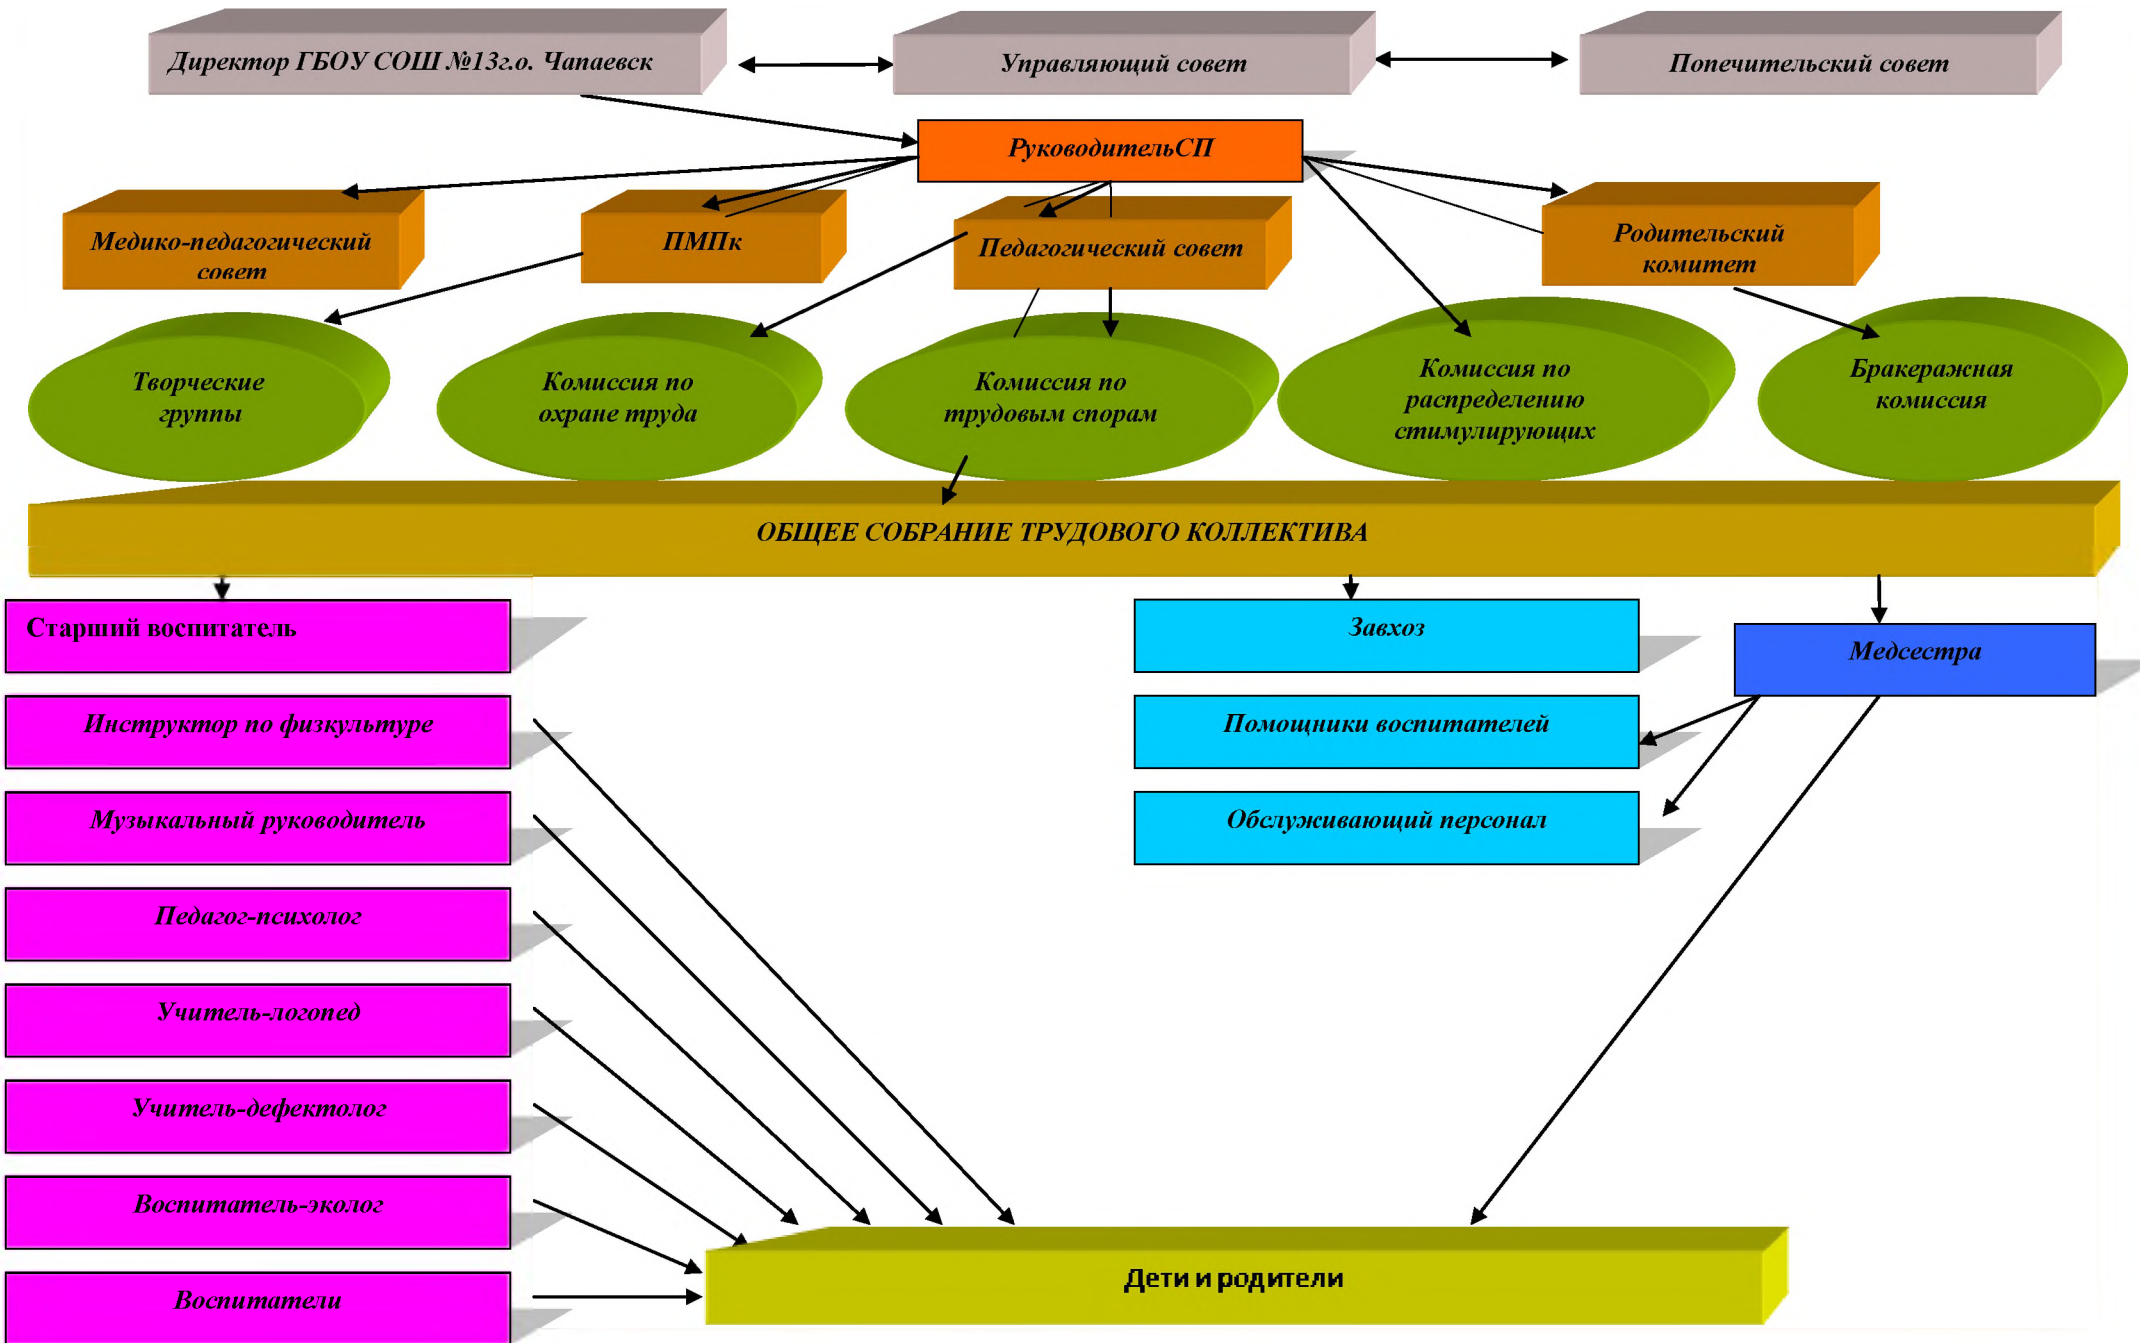 Директор ГБОУ СОШ №13г.о. Чапаевск
Управляющий совет
Попечительский совет
РуководительСП
Медико-педагогический
совет
ПМПк
Педагогический совет
Родительский
комитет
Творческие
группы
Комиссия по
охране труда
Комиссия по
трудовым спорам
Комиссия по
распределению
стимулирующих
Бракеражная
комиссия
ОБЩЕЕ СОБРАНИЕ ТРУДОВОГО КОЛЛЕКТИВА
Старший воспитатель
Завхоз
Медсестра
Инструктор по физкультуре
Помощники воспитателей
Музыкальный руководитель
Обслуживающий персонал
Педагог-психолог
Учитель-логопед
Учитель-дефектолог
Воспитатель-эколог
Воспитатели
Дети и родители